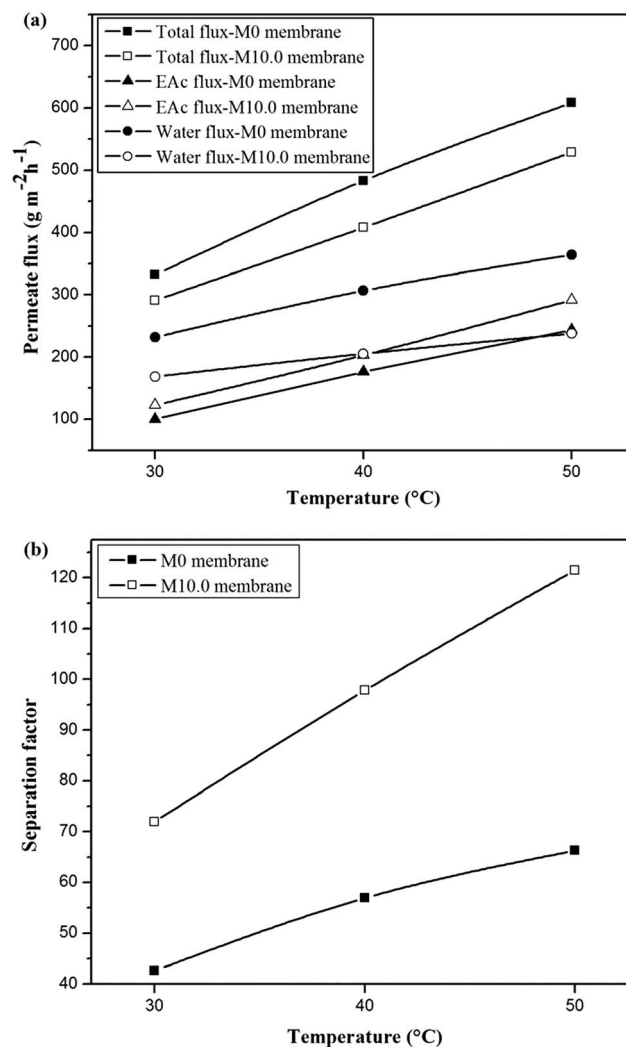 (a)
700
600
500
400
300
200
100
Permeate flux (g m⁻²h⁻¹)
Total flux-M0 membrane
Total flux-M10.0 membrane
EAc flux-M0 membrane
EAc flux-M10.0 membrane
Water flux-M0 membrane
Water flux-M10.0 membrane
30 40 50
Temperature (°C)
(b)
120
110
100
90
80
70
60
50
40
Separation factor
M0 membrane
M10.0 membrane
30 40 50
Temperature (°C)